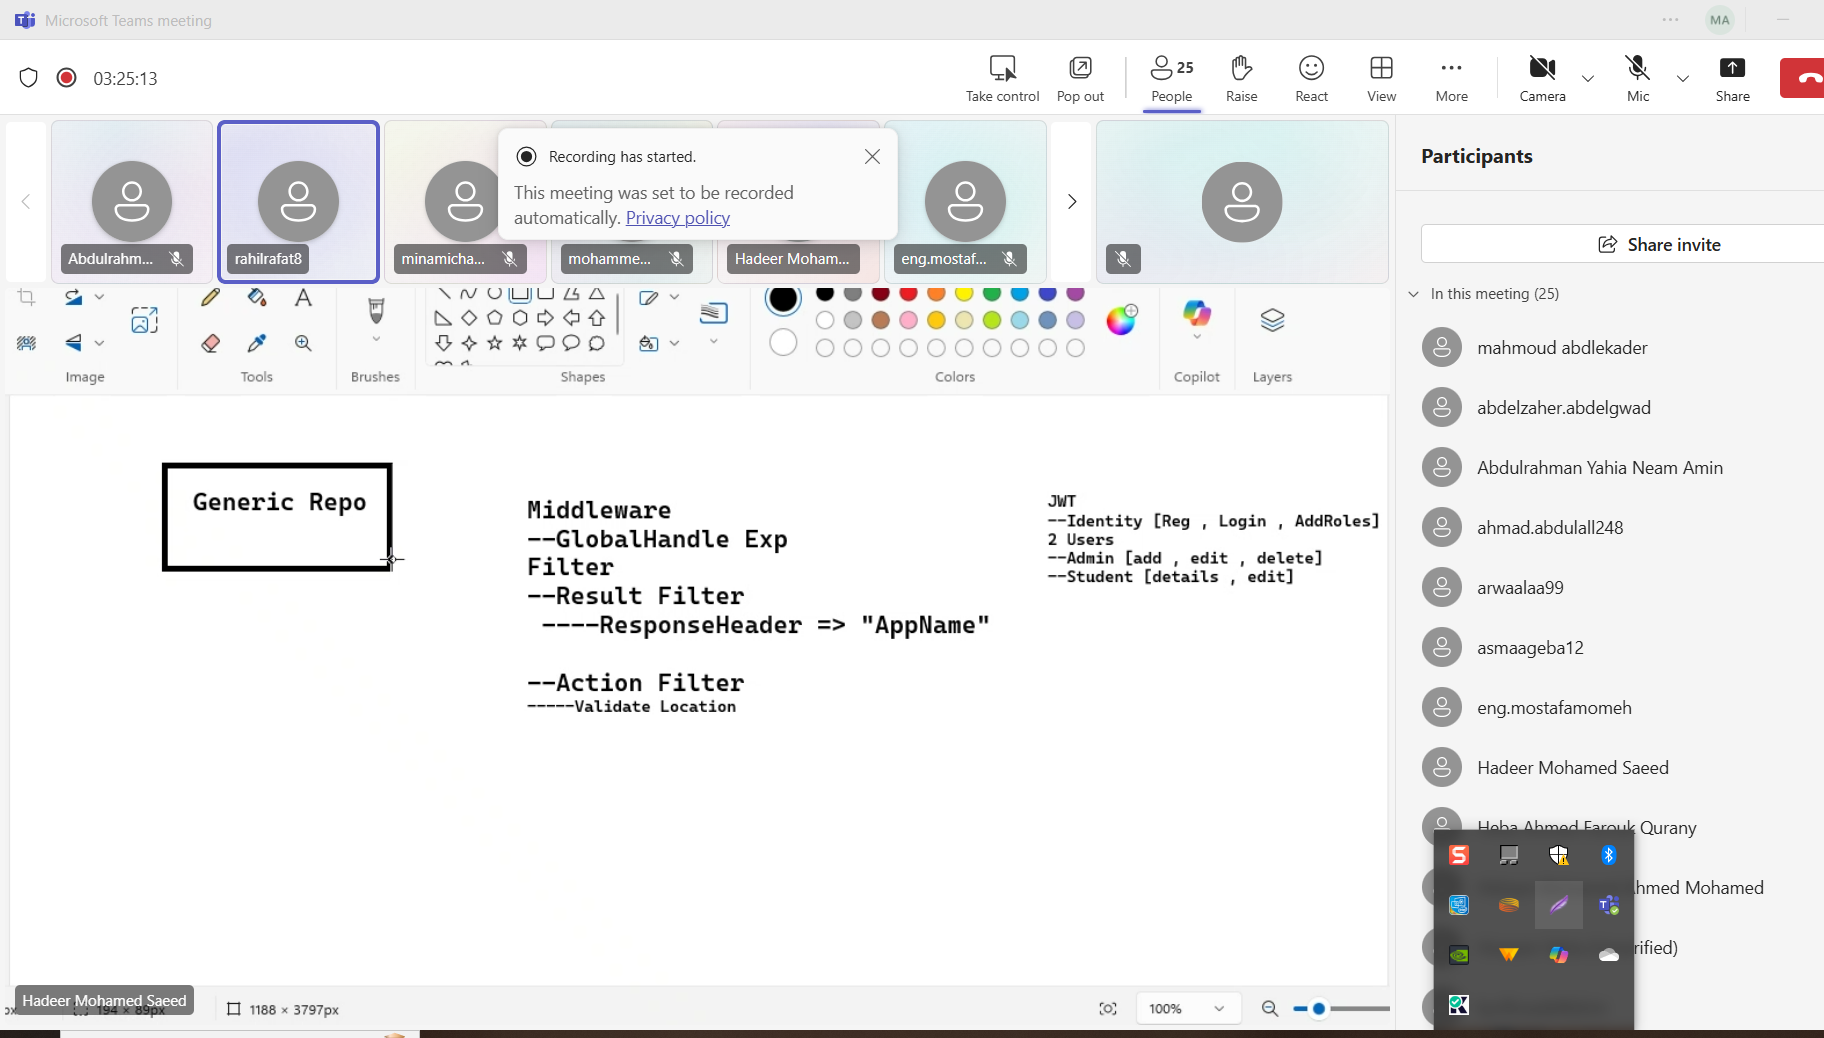 Microsoft Teams meeting
MA
03:25:13
Take control
Pop out
25
People
Raise
React
View
More
Camera
Mic
Share
Recording has started.
This meeting was set to be recorded
automatically. Privacy policy
Abdulrahm...
rahilrafat8
minamicha...
mohamme...
Hadeer Moham...
eng.mostaf...
Image
Tools
Brushes
Shapes
Colors
Copilot
Layers
Generic Repo
Middleware
--GlobalHandle Exp
Filter
--Result Filter
----ResponseHeader => "AppName"
--Action Filter
-----Validate Location
JWT
--Identity [Reg , Login , AddRoles]
2 Users
--Admin [add , edit , delete]
--Student [details , edit]
Hadeer Mohamed Saeed
194 × 89px
1188 × 3797px
100%
Participants
Share invite
In this meeting (25)
mahmoud abdlekader
abdelzaher.abdelgwad
Abdulrahman Yahia Neam Amin
ahmad.abdulall248
arwaalaa99
asmaageba12
eng.mostafamomeh
Hadeer Mohamed Saeed
Heba Ahmed Farouk Qurany
hmed Mohamed
rified)